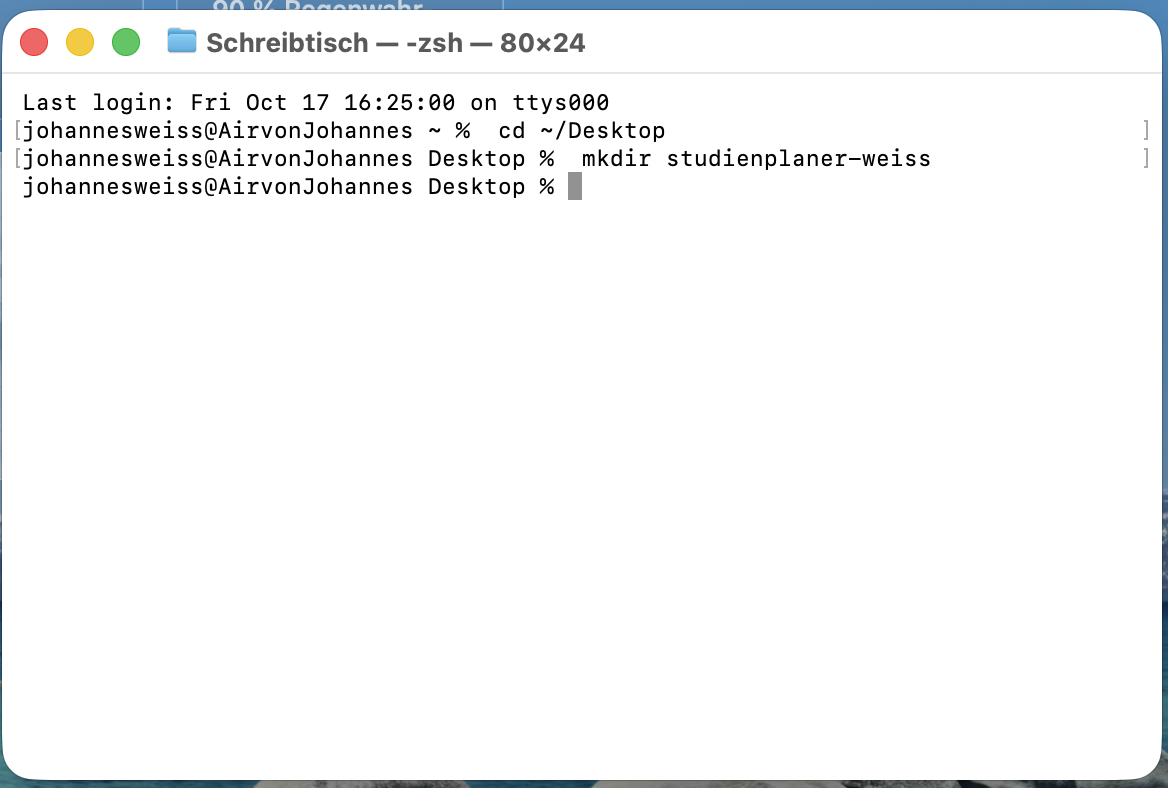 90 % Regenwahr
Schreibtisch — -zsh — 80×24
Last login: Fri Oct 17 16:25:00 on ttys000
[johannesweiss@AirvonJohannes ~ %  cd ~/Desktop ]
[johannesweiss@AirvonJohannes Desktop %  mkdir studienplaner-weiss ]
johannesweiss@AirvonJohannes Desktop %